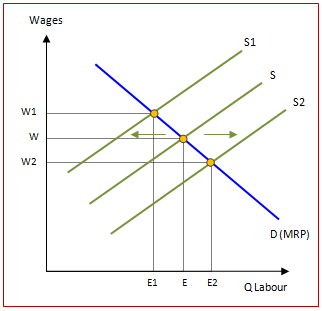 Wages
S1
S
S2
W1
W
W2
D (MRP)
E1 E E2
Q Labour